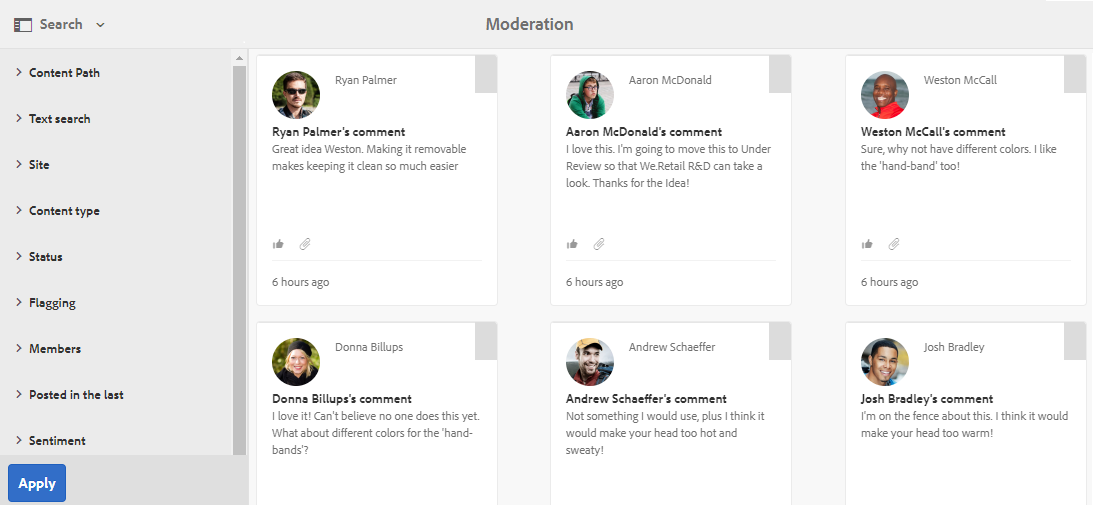 Search
Moderation
Content Path
Text search
Site
Content type
Status
Flagging
Members
Posted in the last
Sentiment
Apply
Ryan Palmer
Ryan Palmer's comment
Great idea Weston. Making it removable
makes keeping it clean so much easier
6 hours ago
Aaron McDonald
Aaron McDonald's comment
I love this. I'm going to move this to Under
Review so that We.Retail R&D can take a
look. Thanks for the Idea!
6 hours ago
Weston McCall
Weston McCall's comment
Sure, why not have different colors. I like
the 'hand-band' too!
6 hours ago
Donna Billups
Donna Billups's comment
I love it! Can't believe no one does this yet.
What about different colors for the 'hand-
bands'?
Andrew Schaeffer
Andrew Schaeffer's comment
Not something I would use, plus I think it
would make your head too hot and
sweaty!
Josh Bradley
Josh Bradley's comment
I'm on the fence about this. I think it would
make your head too warm!